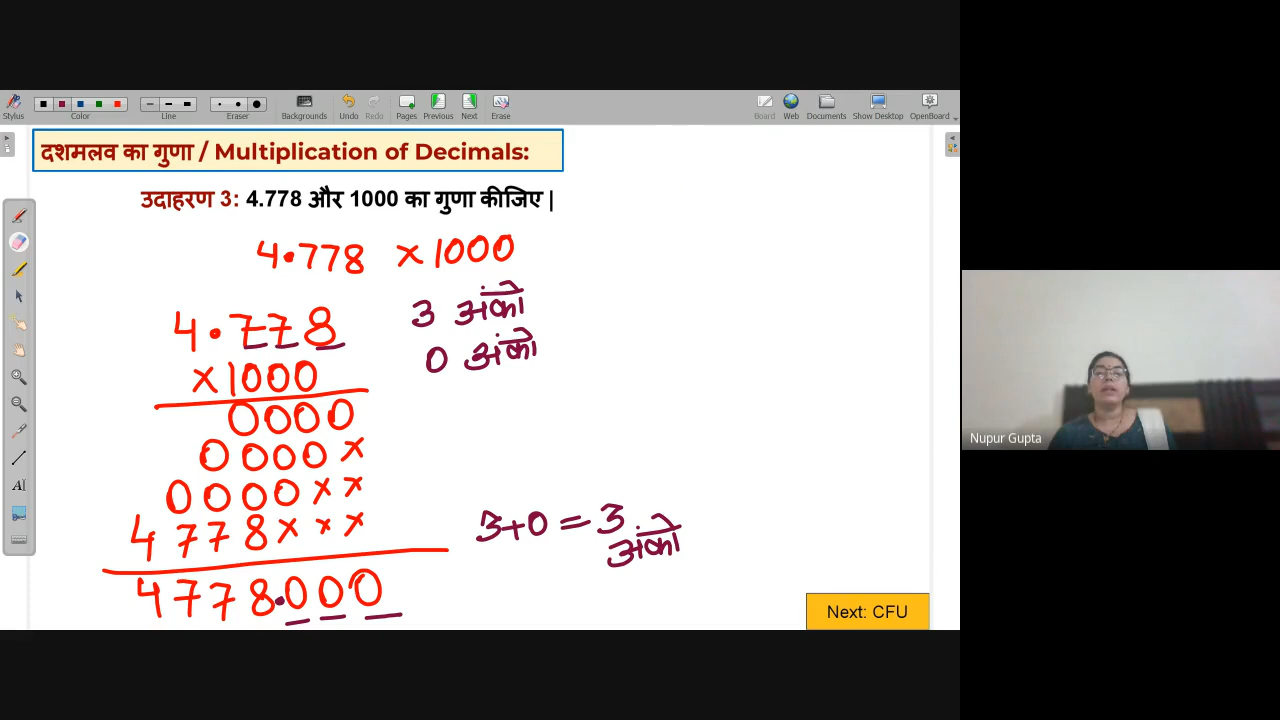 Stylus
Color
Line
Eraser
Backgrounds
Undo
Redo
Pages
Previous
Next
Erase
Board
Web
Documents
Show Desktop
OpenBoard
दशमलव का गुणा / Multiplication of Decimals:
उदाहरण 3: 4.778 और 1000 का गुणा कीजिए |
4.778 × 1000
4.778
×1000
0000
0000×
0000××
4778×××
4778.000
3 अंको
0 अंको
3+0=3
अंको
Next: CFU
Nupur Gupta